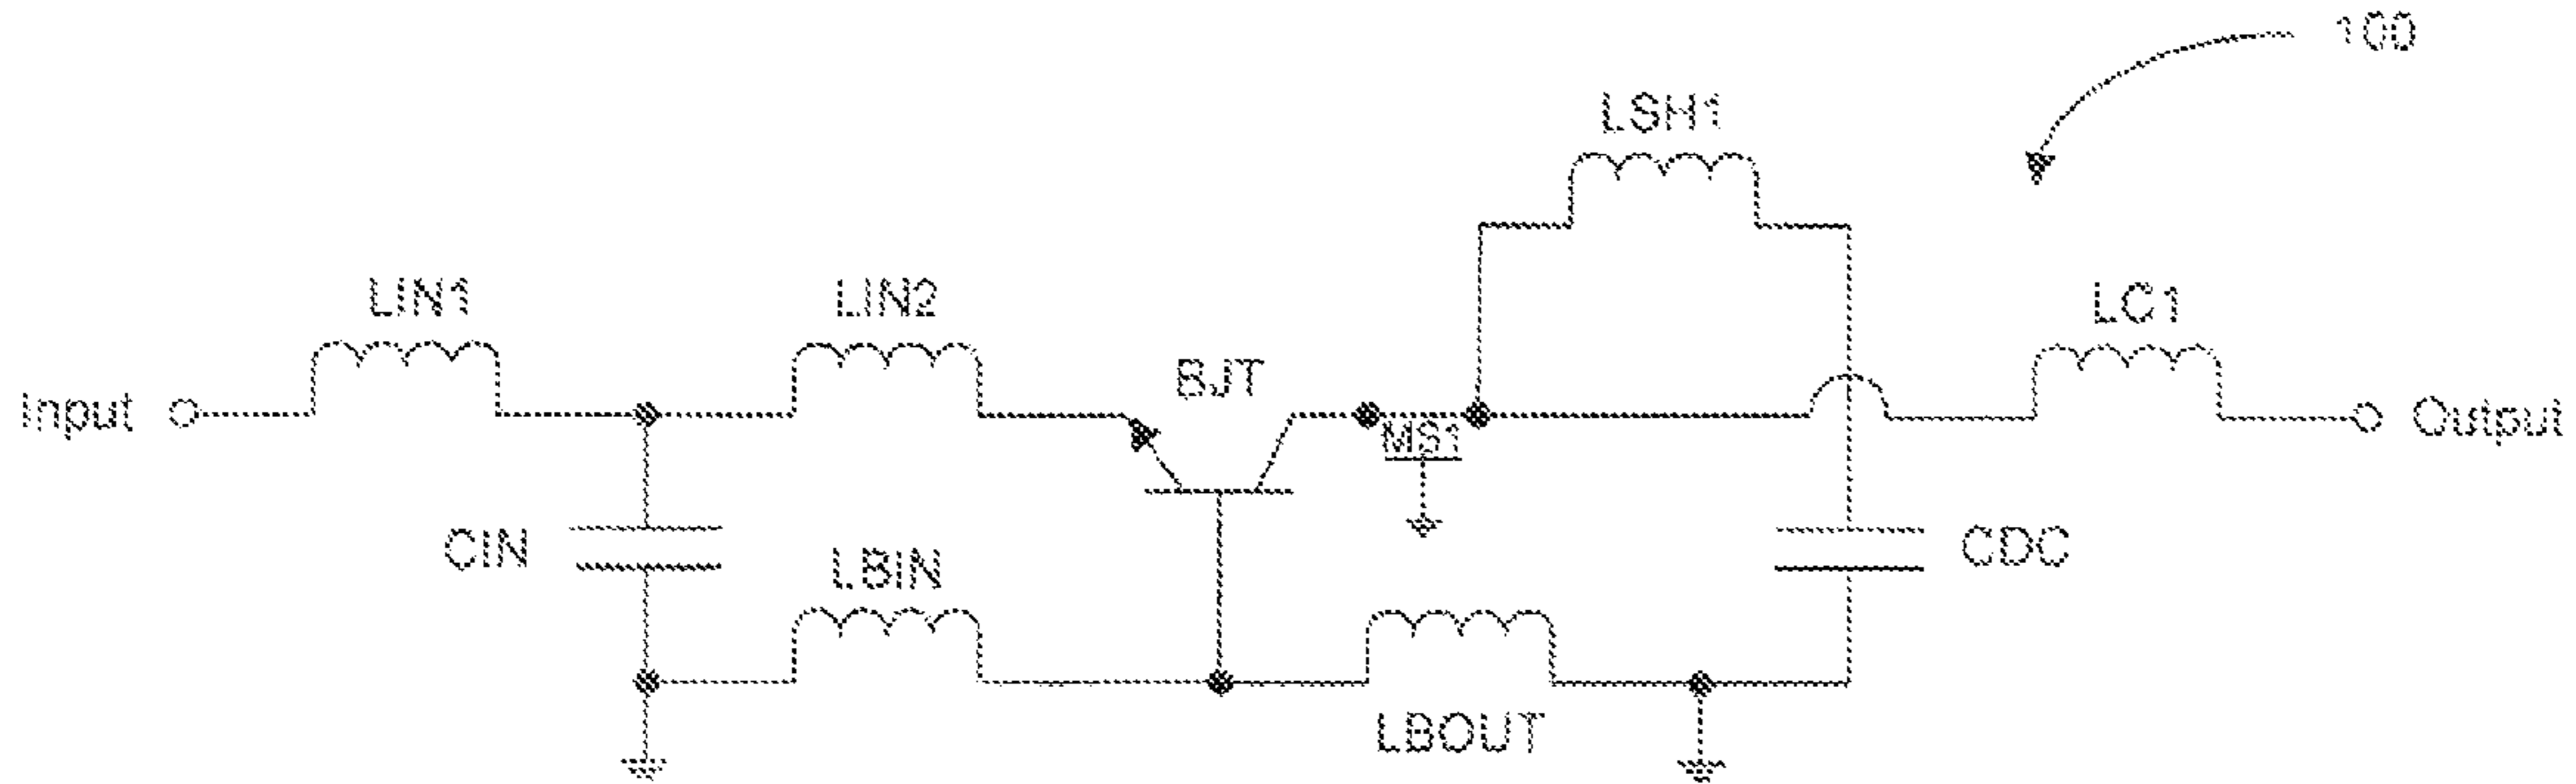 100
LSH1
LIN1
LIN2
LC1
BJT
Input
MS1
Output
CIN
LBIN
CDC
LBOUT